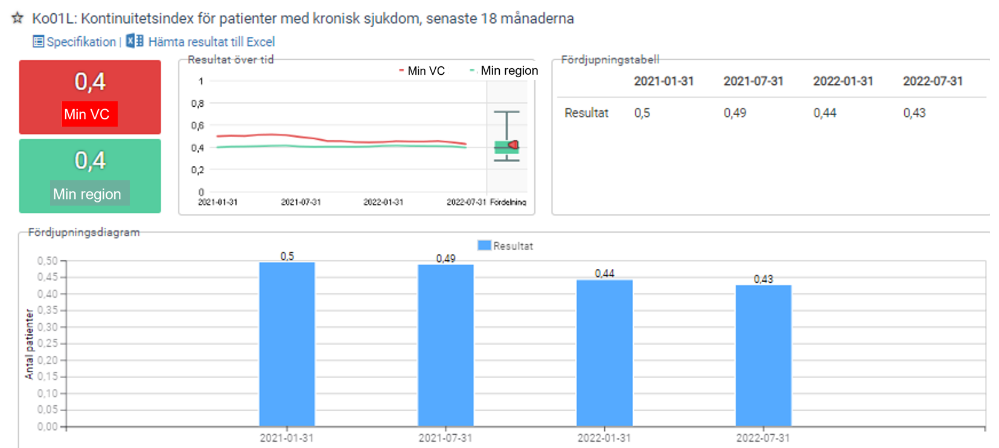 Ko01L: Kontinuitetsindex för patienter med kronisk sjukdom, senaste 18 månaderna
Specifikation | Hämta resultat till Excel
0,4
Min VC
0,4
Min region
Resultat över tid
Min VC Min region
1
0,8
0,6
0,4
0,2
0
2021-01-31 2021-07-31 2022-01-31 2022-07-31 Fördelning
Fördjupningstabell
2021-01-31 2021-07-31 2022-01-31 2022-07-31
Resultat 0,5 0,49 0,44 0,43
Fördjupningsdiagram
Resultat
Antal patienter
0,50
0,45
0,40
0,35
0,30
0,25
0,20
0,15
0,10
0,05
0,00
0,5 0,49 0,44 0,43
2021-01-31 2021-07-31 2022-01-31 2022-07-31